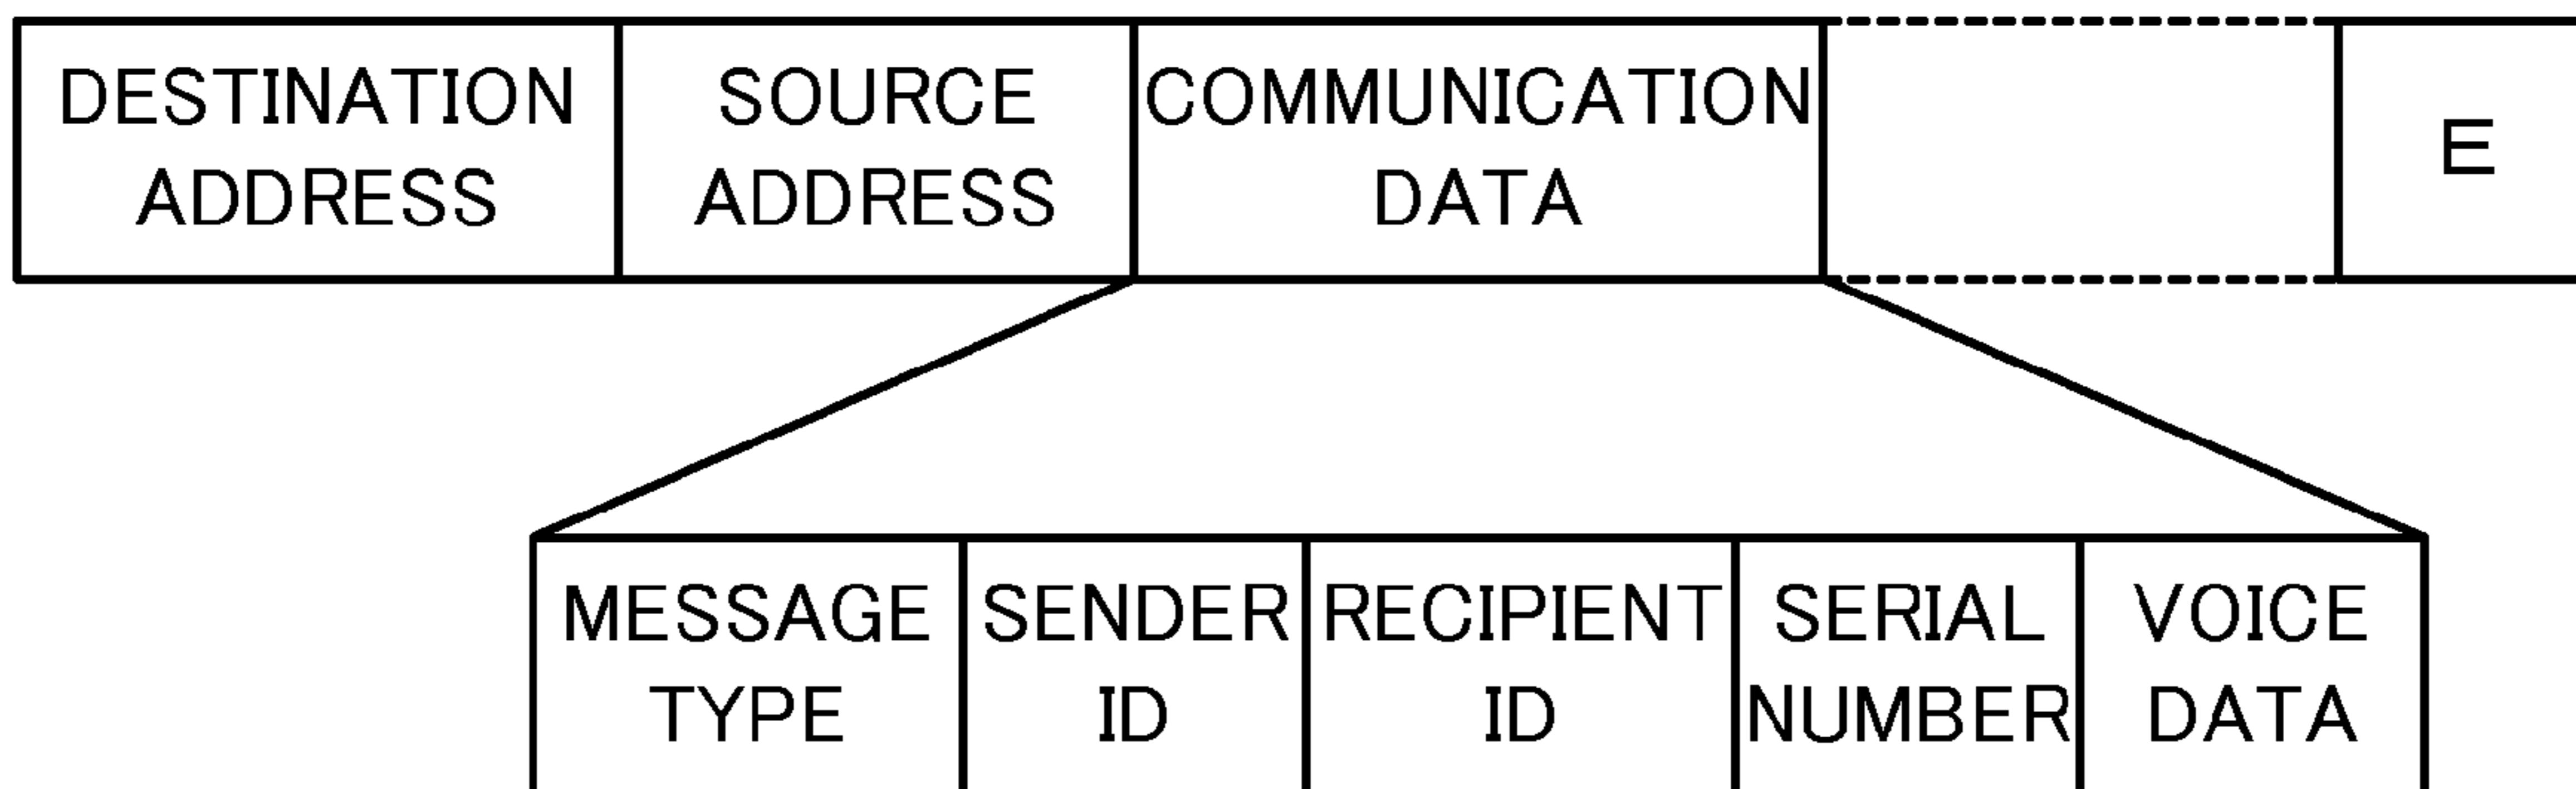 DESTINATION
ADDRESS
SOURCE
ADDRESS
COMMUNICATION
DATA
E
MESSAGE
TYPE
SENDER
ID
RECIPIENT
ID
SERIAL
NUMBER
VOICE
DATA